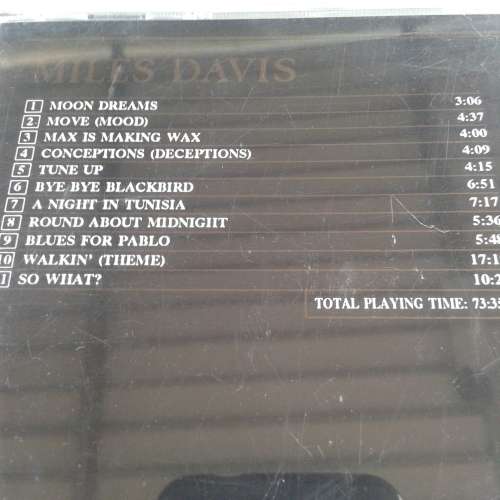 MILES DAVIS
1 MOON DREAMS 3:06
2 MOVE (MOOD) 4:37
3 MAX IS MAKING WAX 4:00
4 CONCEPTIONS (DECEPTIONS) 4:09
5 TUNE UP 4:15
6 BYE BYE BLACKBIRD 6:51
7 A NIGHT IN TUNISIA 7:17
8 ROUND ABOUT MIDNIGHT 5:36
9 BLUES FOR PABLO 5:48
10 WALKIN' (THEME) 17:1
1 SO WHAT? 10:2
TOTAL PLAYING TIME: 73:35